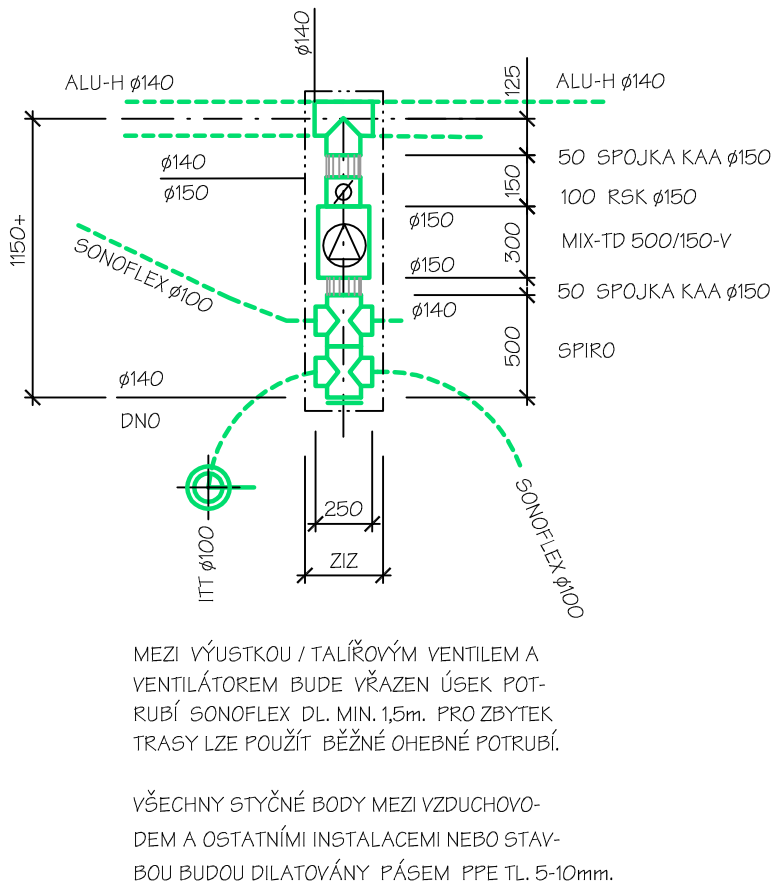 ø140
ALU-H ø140
125
ALU-H ø140
50 SPOJKA KAA ø150
ø140
ø150
150
100 RSK ø150
1150+
SONOFLEX ø100
ø150
300
MIX-TD 500/150-V
ø150
50 SPOJKA KAA ø150
ø140
500
SPIRO
ø140
DNO
250
SONOFLEX ø100
ITT ø100
ZIZ
MEZI VÝUSTKOU / TALÍŘOVÝM VENTILEM A
VENTILÁTOREM BUDE VŘAZEN ÚSEK POT-
RUBÍ SONOFLEX DL. MIN. 1,5m. PRO ZBYTEK
TRASY LZE POUŽÍT BĚŽNÉ OHEBNÉ POTRUBÍ.
VŠECHNY STYČNÉ BODY MEZI VZDUCHOVO-
DEM A OSTATNÍMI INSTALACEMI NEBO STAV-
BOU BUDOU DILATOVÁNY PÁSEM PPE TL. 5-10mm.